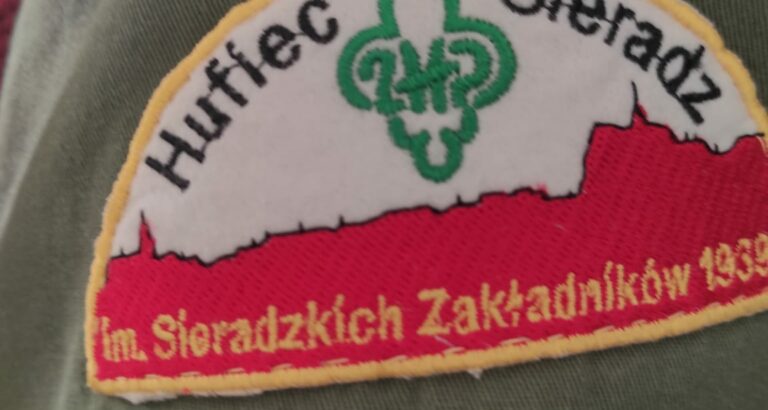 Hufiec Sieradz
ZHP
im. Sieradzkich Zakładników 1939